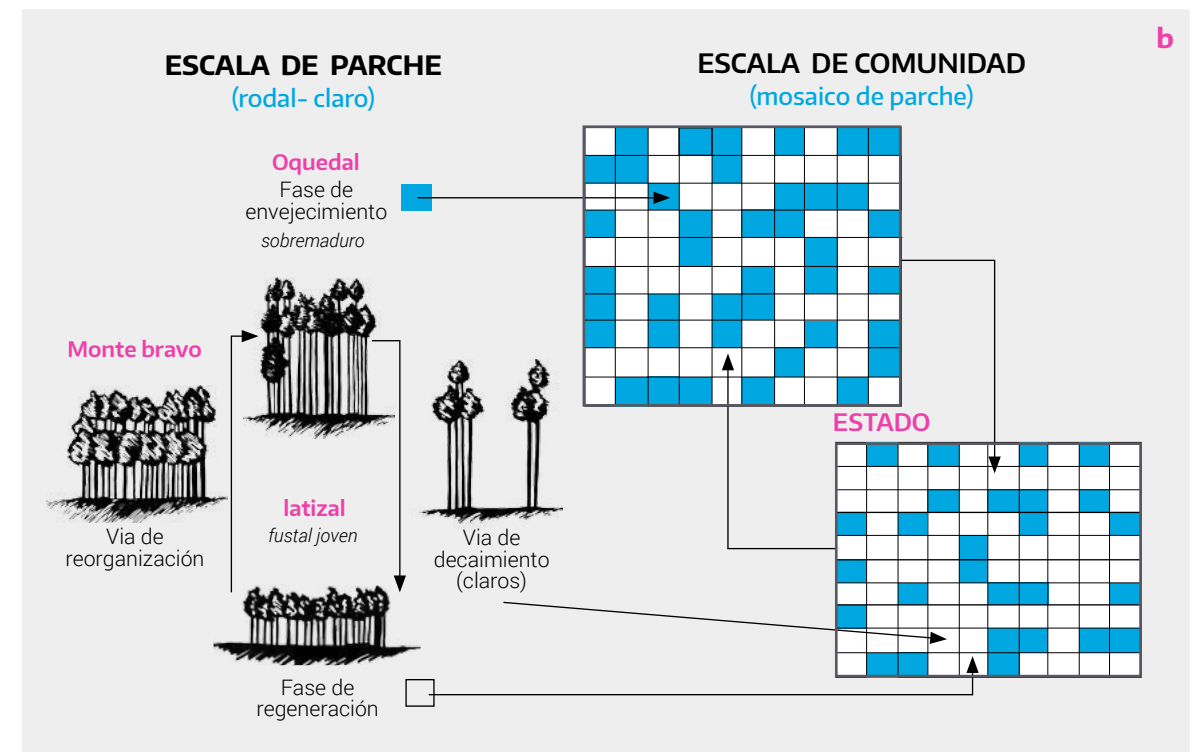 b
ESCALA DE PARCHE
(rodal- claro)
ESCALA DE COMUNIDAD
(mosaico de parche)
Oquedal
Fase de
envejecimiento
sobremaduro
Monte bravo
Via de
reorganización
latizal
fustal joven
Via de
decaimiento
(claros)
Fase de
regeneración
ESTADO